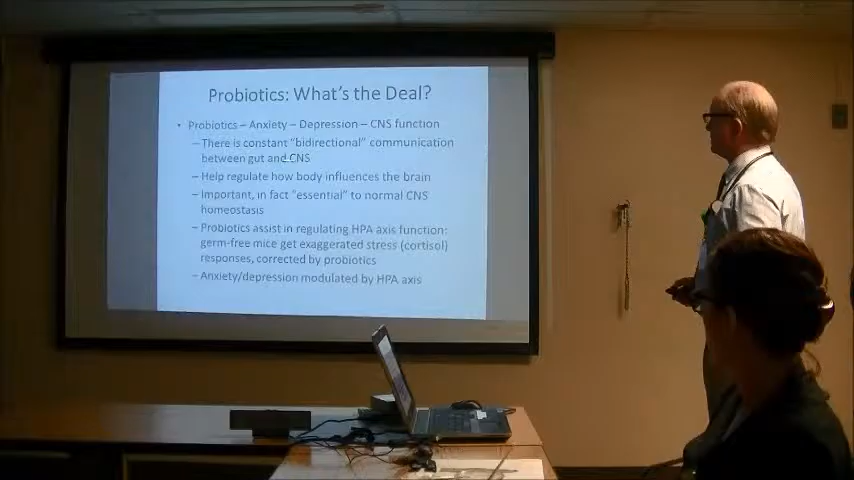 Probiotics: What's the Deal?
• Probiotics – Anxiety – Depression – CNS function
– There is constant "bidirectional" communication
between gut and CNS
– Help regulate how body influences the brain
– Important, in fact "essential" to normal CNS
homeostasis
– Probiotics assist in regulating HPA axis function:
germ-free mice get exaggerated stress (cortisol)
responses, corrected by probiotics
– Anxiety/depression modulated by HPA axis